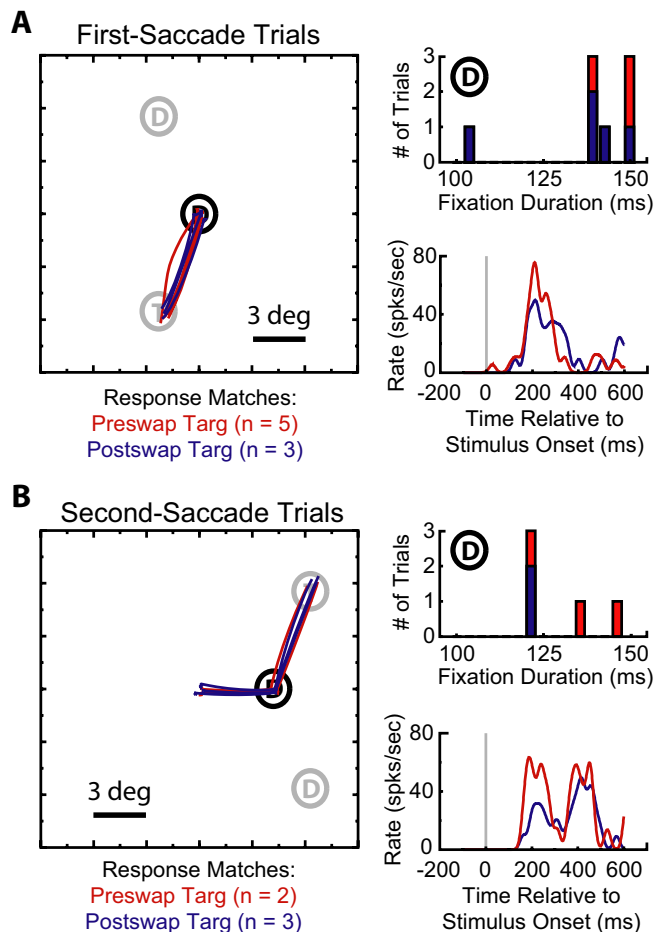 A
First-Saccade Trials
D
D
T
3 deg
Response Matches:
Preswap Targ (n = 5)
Postswap Targ (n = 3)
# of Trials
3
2
1
0
D
100 125 150
Fixation Duration (ms)
Rate (spks/sec)
80
40
0
-200 0 200 400 600
Time Relative to
Stimulus Onset (ms)
B
Second-Saccade Trials
D
D
3 deg
Response Matches:
Preswap Targ (n = 2)
Postswap Targ (n = 3)
# of Trials
3
2
1
0
D
100 125 150
Fixation Duration (ms)
Rate (spks/sec)
80
40
0
-200 0 200 400 600
Time Relative to
Stimulus Onset (ms)